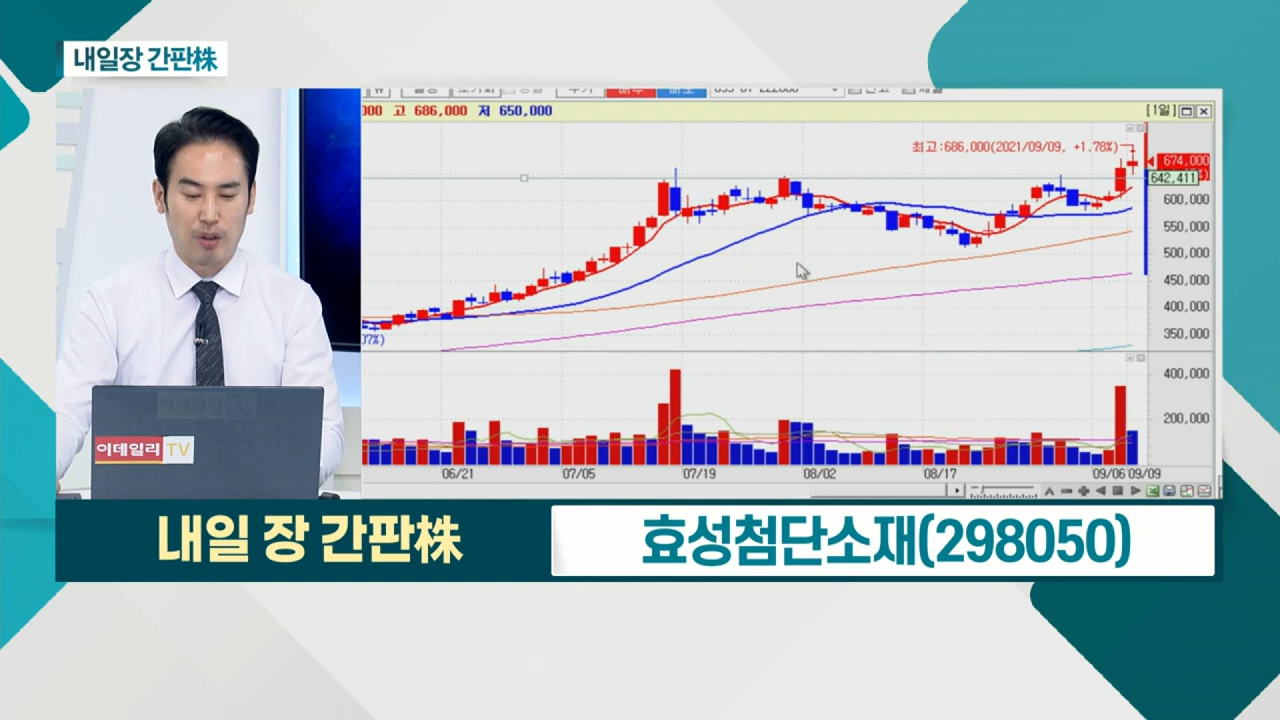 내일장 간판株
000 고 686,000 저 650,000
[1일]
최고:686,000(2021/09/09, +1.78%)
674,000
642,411
600,000
550,000
500,000
450,000
400,000
350,000
07%)
400,000
200,000
06/21 07/05 07/19 08/02 08/17 09/06 09/09
이데일리 TV
내일 장 간판株
효성첨단소재(298050)